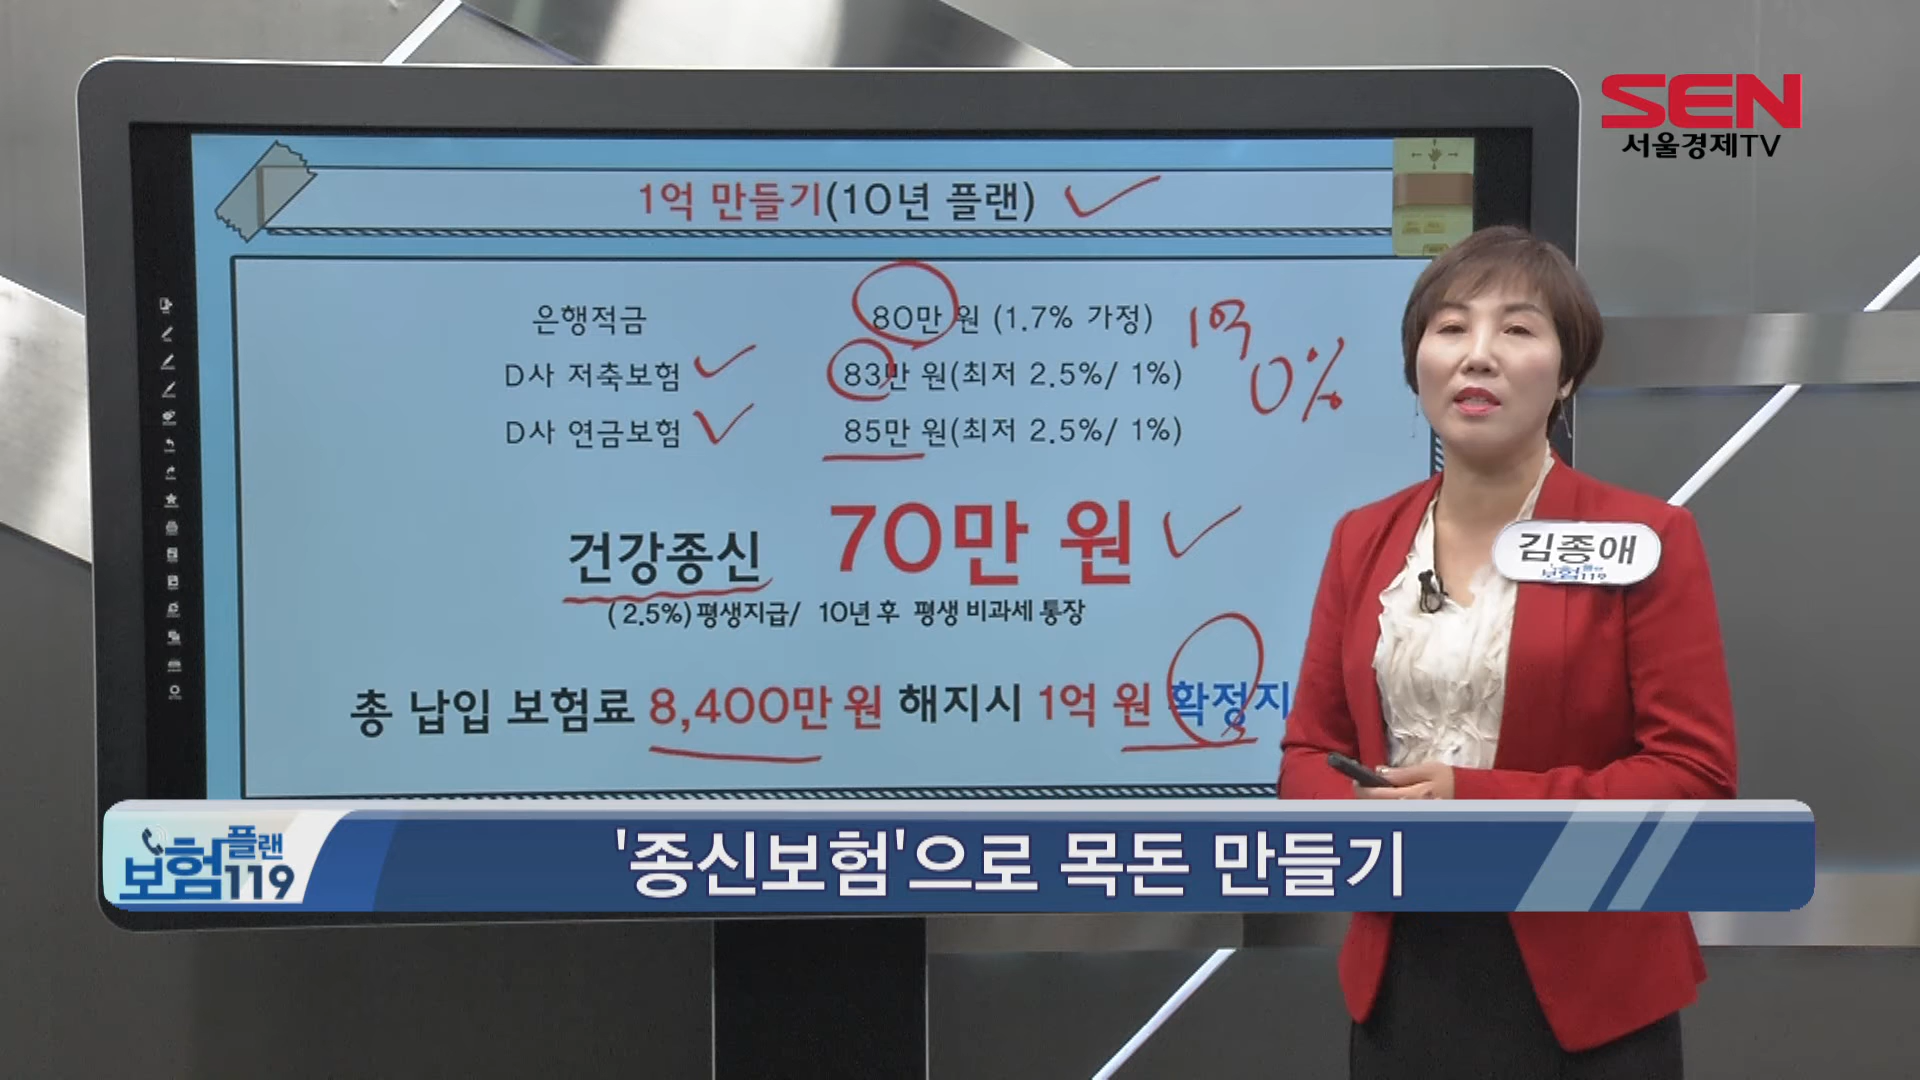 SEN
서울경제TV
1억 만들기(10년 플랜)
은행적금 80만 원 (1.7% 가정)
1억
D사 저축보험 83만 원(최저 2.5%/ 1%)
0%
D사 연금보험 85만 원(최저 2.5%/ 1%)
건강종신 70만 원
(2.5%)평생지급/ 10년 후 평생 비과세 통장
총 납입 보험료 8,400만 원 해지시 1억 원 확정지
김종애
보험플랜119
보험플랜119
'종신보험'으로 목돈 만들기